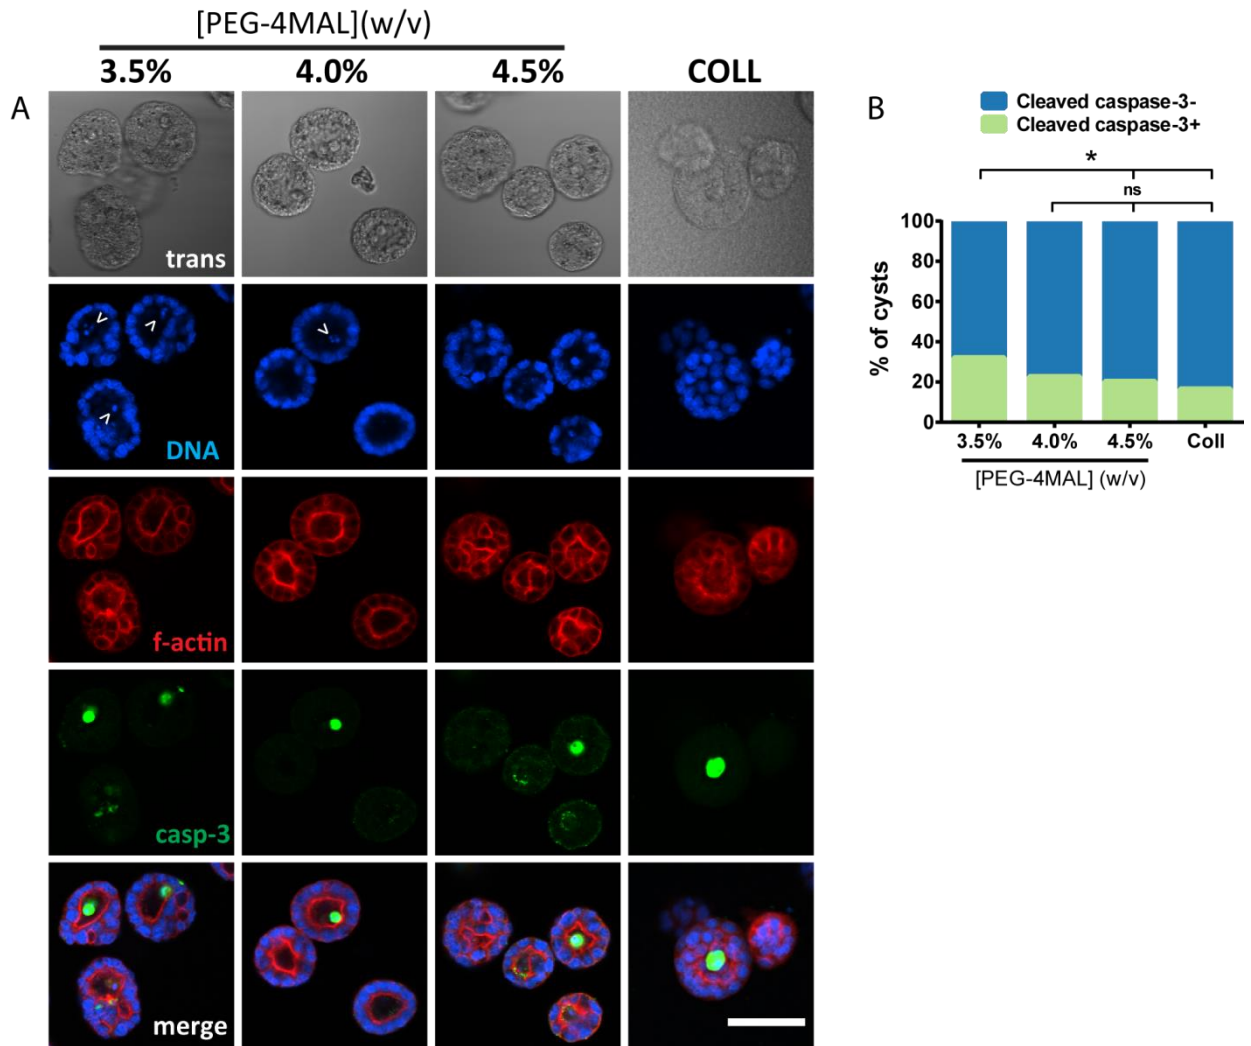 [PEG-4MAL](w/v)
3.5% 4.0% 4.5% COLL
A
trans
DNA
f-actin
casp-3
merge
B
Cleaved caspase-3-
Cleaved caspase-3+
*
ns
% of cysts
100
80
60
40
20
0
3.5% 4.0% 4.5% Coll
[PEG-4MAL] (w/v)